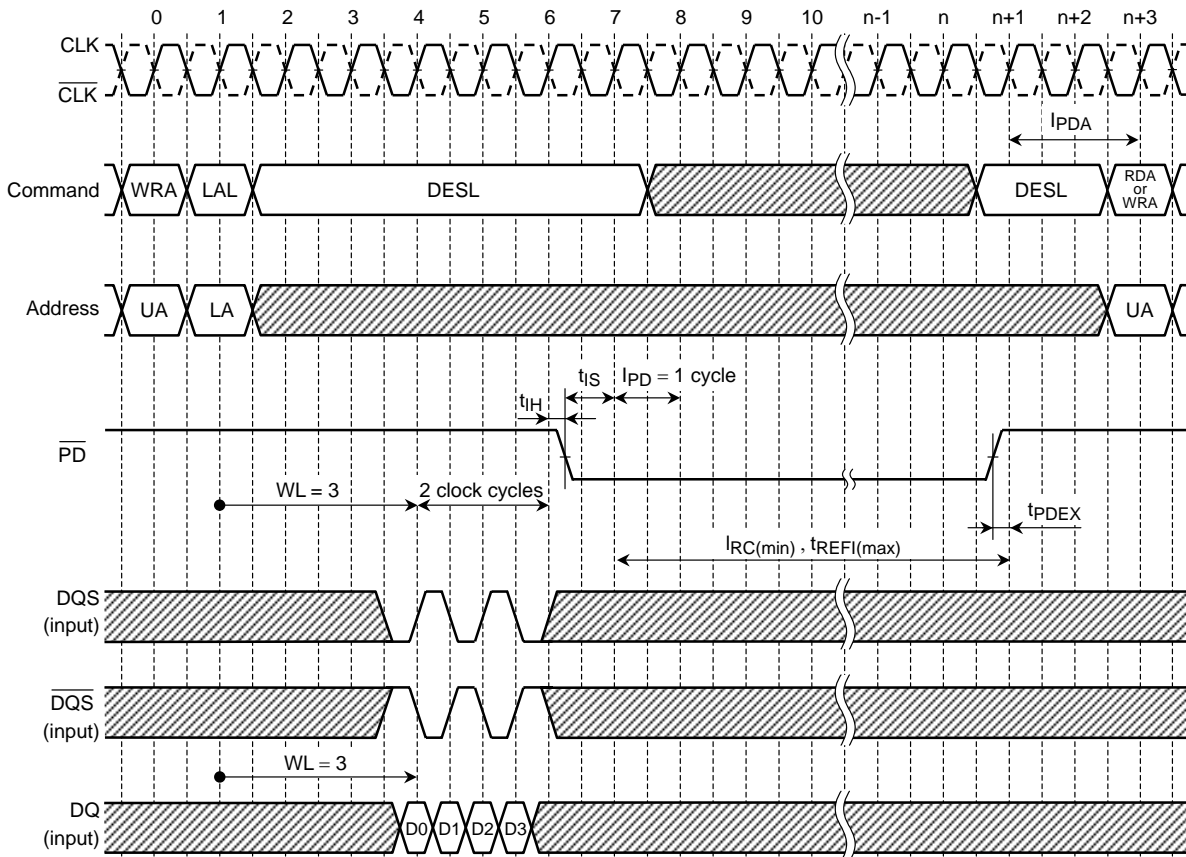 0 1 2 3 4 5 6 7 8 9 10 n-1 n n+1 n+2 n+3
CLK
CLK
IPDA
Command WRA LAL DESL DESL RDA or WRA
Address UA LA UA
tIH tIS IPD = 1 cycle
PD
WL = 3 2 clock cycles
tPDEX
IRC(min) , tREFI(max)
DQS
(input)
DQS
(input)
WL = 3
DQ
(input) D0 D1 D2 D3